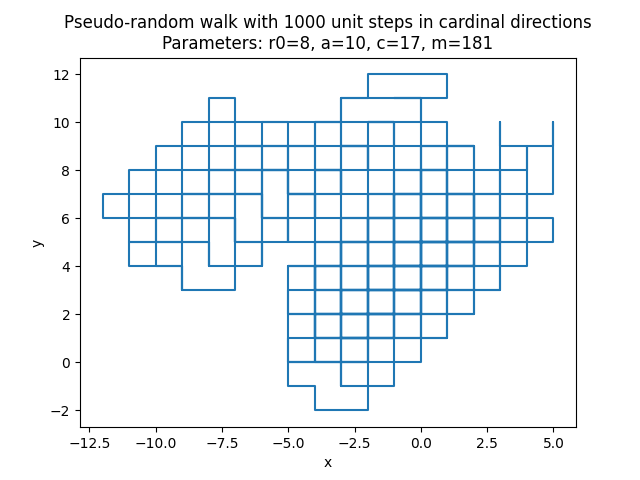 Pseudo-random walk with 1000 unit steps in cardinal directions
Parameters: r0=8, a=10, c=17, m=181
12
10
8
6
4
2
0
−2
y
−12.5 −10.0 −7.5 −5.0 −2.5 0.0 2.5 5.0
x